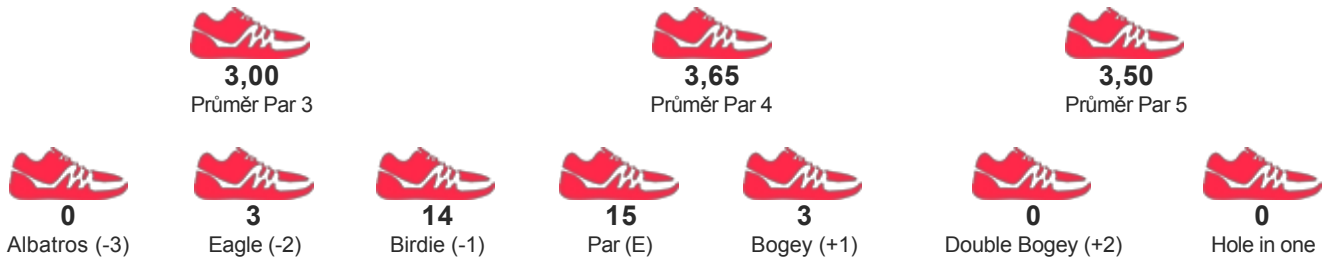 3,00 3,65 3,50
Průměr Par 3 Průměr Par 4 Průměr Par 5
0 3 14 15 3 0 0
Albatros (-3) Eagle (-2) Birdie (-1) Par (E) Bogey (+1) Double Bogey (+2) Hole in one